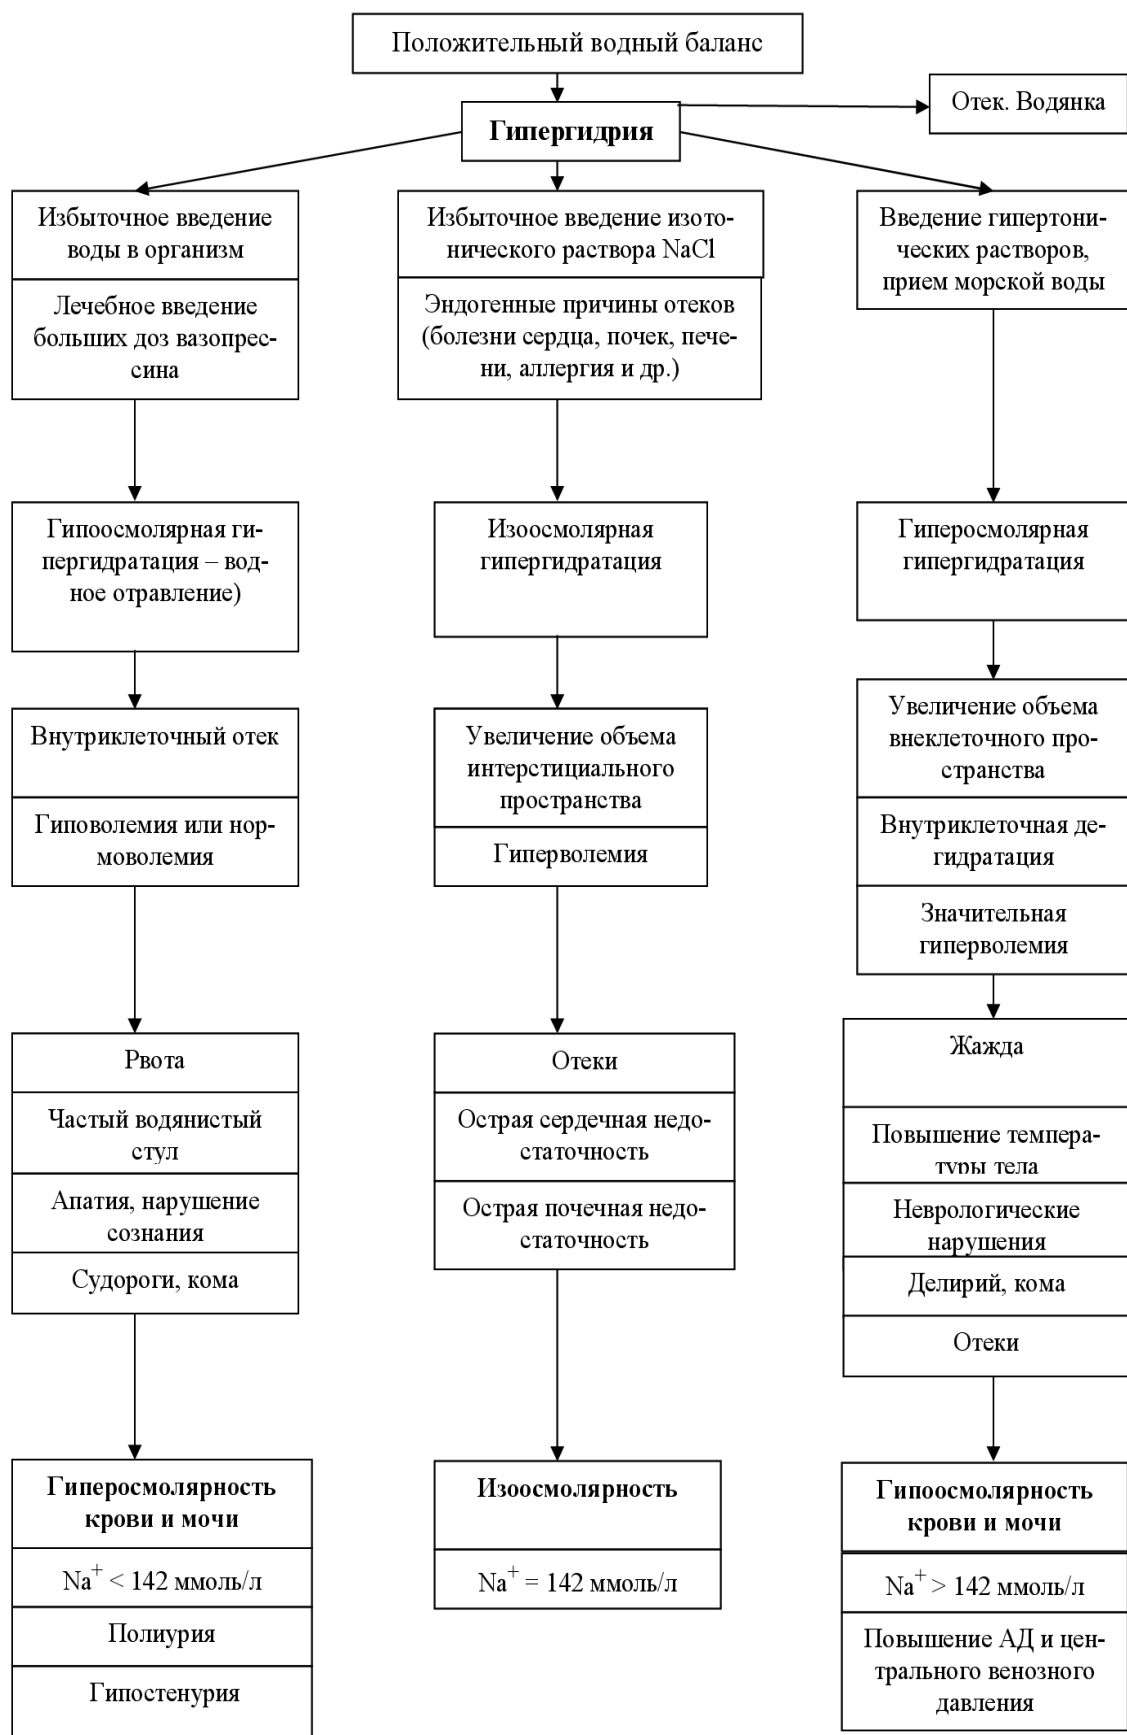 Положительный водный баланс
Отек. Водянка
Гипергидрия
Избыточное введение
воды в организм
Лечебное введение
больших доз вазопрес-
сина
Гипоосмолярная ги-
пергидратация – вод-
ное отравление)
Внутриклеточный отек
Гиповолемия или нор-
моволемия
Рвота
Частый водянистый
стул
Апатия, нарушение
сознания
Судороги, кома
Гиперосмолярность
крови и мочи
Na⁺ < 142 ммоль/л
Полиурия
Гипостенурия
Избыточное введение изото-
нического раствора NaCl
Эндогенные причины отеков
(болезни сердца, почек, пече-
ни, аллергия и др.)
Изоосмолярная
гипергидратация
Увеличение объема
интерстициального
пространства
Гиперволемия
Отеки
Острая сердечная недо-
статочность
Острая почечная недо-
статочность
Изоосмолярность
Na⁺ = 142 ммоль/л
Введение гипертони-
ческих растворов,
прием морской воды
Гиперосмолярная
гипергидратация
Увеличение объема
внеклеточного про-
странства
Внутриклеточная де-
гидратация
Значительная
гиперволемия
Жажда
Повышение темпера-
туры тела
Неврологические
нарушения
Делирий, кома
Отеки
Гипоосмолярность
крови и мочи
Na⁺ > 142 ммоль/л
Повышение АД и цен-
трального венозного
давления